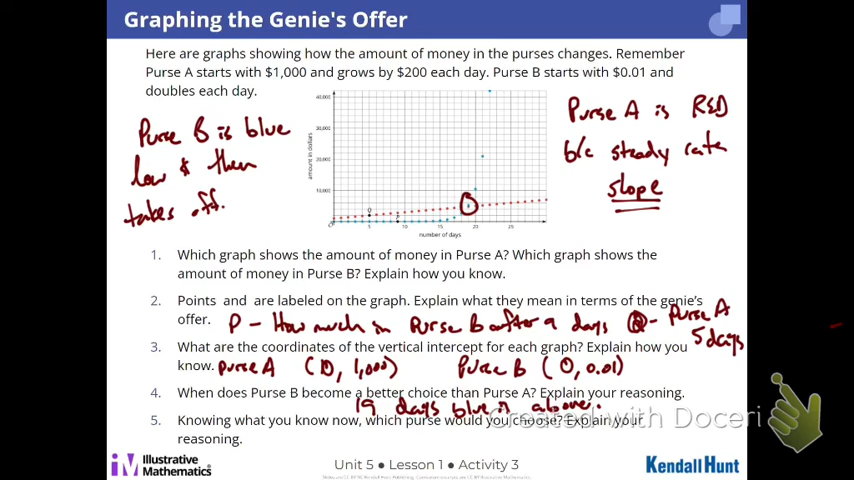 Graphing the Genie's Offer
Here are graphs showing how the amount of money in the purses changes. Remember
Purse A starts with $1,000 and grows by $200 each day. Purse B starts with $0.01 and
doubles each day.
Purse B is blue
low & then
takes off.
40,000
30,000
20,000
10,000
amount in dollars
5
10
15
20
25
number of days
Q
P
Purse A is RED
b/c steady rate
slope
1. Which graph shows the amount of money in Purse A? Which graph shows the
amount of money in Purse B? Explain how you know.
2. Points and are labeled on the graph. Explain what they mean in terms of the genie's
offer.
P - How much in Purse B after 9 days Q - Purse A
5 days
3. What are the coordinates of the vertical intercept for each graph? Explain how you
know.
Purse A (0, 1,000) Purse B (0, 0.01)
4. When does Purse B become a better choice than Purse A? Explain your reasoning.
19 days blue is above.
5. Knowing what you know now, which purse would you choose? Explain your
reasoning.
Created with Doceri
Illustrative
Mathematics
Unit 5 ● Lesson 1 ● Activity 3
Kendall Hunt